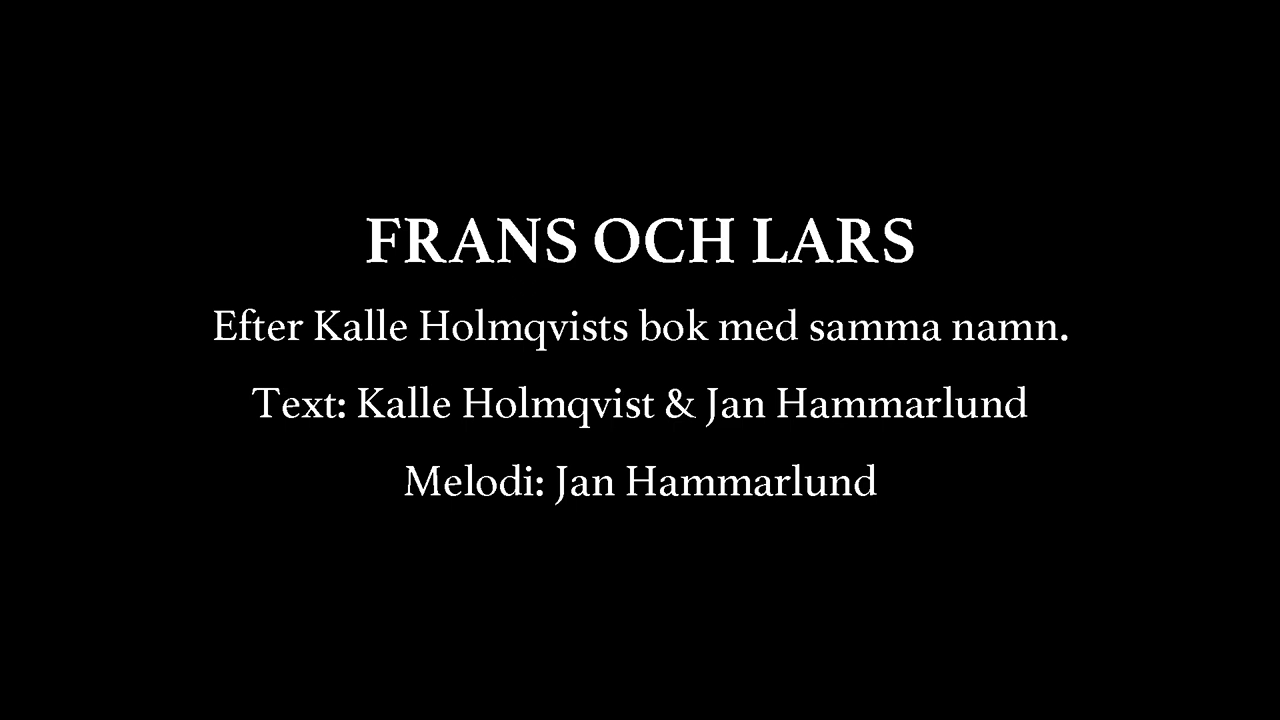 FRANS OCH LARS
Efter Kalle Holmqvists bok med samma namn.
Text: Kalle Holmqvist & Jan Hammarlund
Melodi: Jan Hammarlund